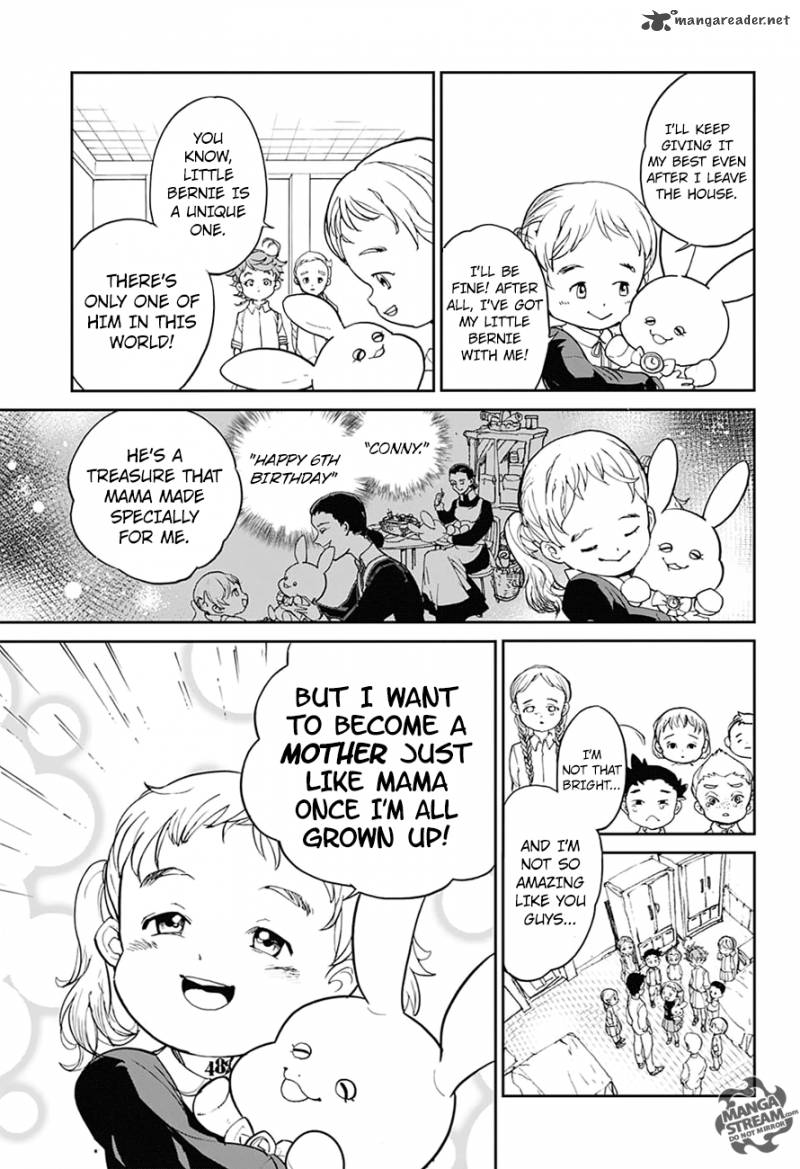 mangareader.net
I'LL KEEP
GIVING IT
MY BEST EVEN
AFTER I LEAVE
THE HOUSE.
I'LL BE
FINE! AFTER
ALL, I'VE GOT
MY LITTLE
BERNIE
WITH ME!
YOU
KNOW,
LITTLE
BERNIE IS
A UNIQUE
ONE.
THERE'S
ONLY ONE OF
HIM IN THIS
WORLD!
"CONNY."
"HAPPY 6TH
BIRTHDAY"
HE'S A
TREASURE THAT
MAMA MADE
SPECIALLY
FOR ME.
I'M
NOT THAT
BRIGHT...
AND I'M
NOT SO
AMAZING
LIKE YOU
GUYS...
BUT I WANT
TO BECOME A
MOTHER JUST
LIKE MAMA
ONCE I'M ALL
GROWN UP!
MANGA
STREAM.COM
DO NOT MIRROR!